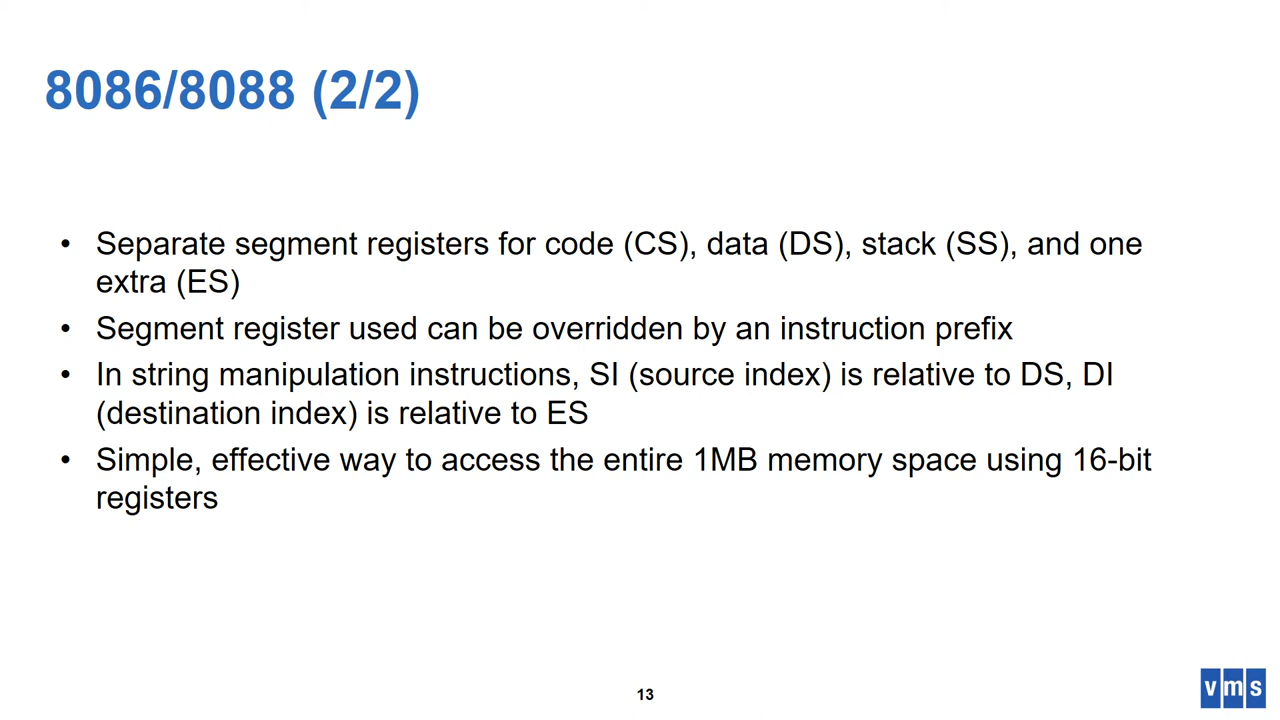 8086/8088 (2/2)
• Separate segment registers for code (CS), data (DS), stack (SS), and one
extra (ES)
• Segment register used can be overridden by an instruction prefix
• In string manipulation instructions, SI (source index) is relative to DS, DI
(destination index) is relative to ES
• Simple, effective way to access the entire 1MB memory space using 16-bit
registers
13
vms